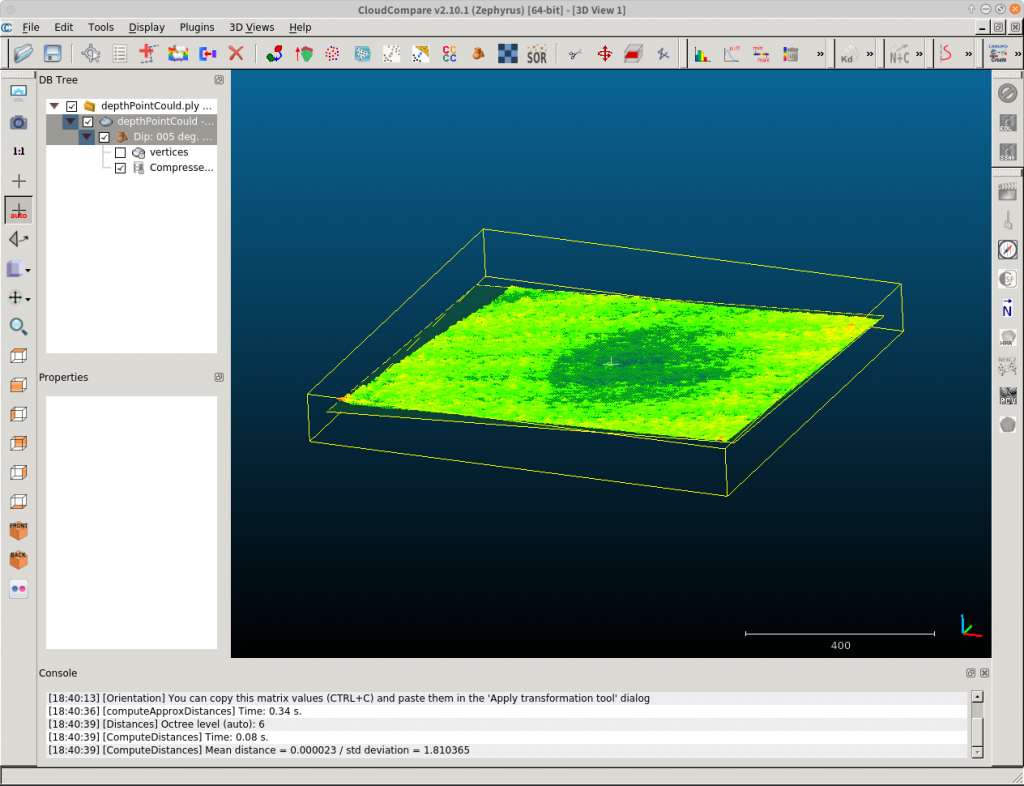 CloudCompare v2.10.1 (Zephyrus) [64-bit] - [3D View 1]
File Edit Tools Display Plugins 3D Views Help
SOR
Kd
N+C
DB Tree
depthPointCould.ply ...
depthPointCould -...
Dip: 005 deg. ...
vertices
Compresse...
1:1
auto
Properties
FRONT
BACK
SF
N
HPR
PCV
400
Console
[18:40:13] [Orientation] You can copy this matrix values (CTRL+C) and paste them in the 'Apply transformation tool' dialog
[18:40:36] [computeApproxDistances] Time: 0.34 s.
[18:40:39] [Distances] Octree level (auto): 6
[18:40:39] [ComputeDistances] Time: 0.08 s.
[18:40:39] [ComputeDistances] Mean distance = 0.000023 / std deviation = 1.810365